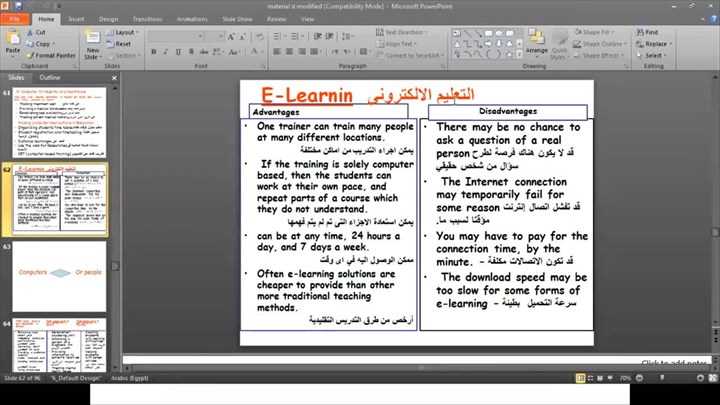 material it modified [Compatibility Mode] - Microsoft PowerPoint
File Home Insert Design Transitions Animations Slide Show Review View
Paste
Cut
Copy
Format Painter
Clipboard
New Slide
Layout
Reset
Section
Slides
Font
Text Direction
Align Text
Convert to SmartArt
Paragraph
Arrange
Quick Styles
Shape Fill
Shape Outline
Shape Effects
Drawing
Find
Replace
Select
Editing
Slides Outline
61
62
63
Computers Or people
64
E-Learnin التعليم الالكترونى
Advantages
• One trainer can train many people
at many different locations.
يمكن اجراء التدريب من اماكن مختلفة
• If the training is solely computer
based, then the students can
work at their own pace, and
repeat parts of a course which
they do not understand.
يمكن استعادة الاجزاء التى تم لم يتم فهمها
• can be at any time, 24 hours a
day, and 7 days a week.
ممكن الوصول اليه في اى وقت
• Often e-learning solutions are
cheaper to provide than other
more traditional teaching
methods.
أرخص من طرق التدريس التقليدية
Disadvantages
• There may be no chance to
ask a question of a real
person قد لا يكون هناك فرصة لطرح
سؤال من شخص حقيقي
• The Internet connection
may temporarily fail for
some reason قد تفشل اتصال إنترنت
مؤقتا لسبب ما.
• You may have to pay for the
connection time, by the
minute. – قد تكون الاتصالات مكلفة
• The download speed may be
too slow for some forms of
e-learning – سرعة التحميل بطيئة
Click to add notes
Slide 62 of 96 "6_Default Design" Arabic (Egypt) 70%